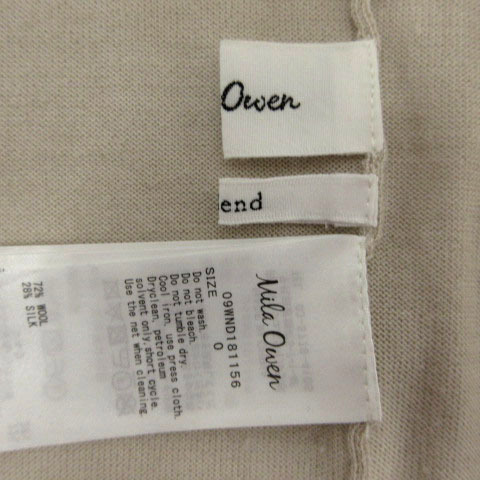 Owen
end
Mila Owen
09WND181156
SIZE 0
Do not wash.
Do not bleach.
Do not tumble dry.
Cool iron, use press cloth.
Dryclean, petroleum
solvent only,short cycle.
Use the net when cleaning.
72% WOOL
28% SILK